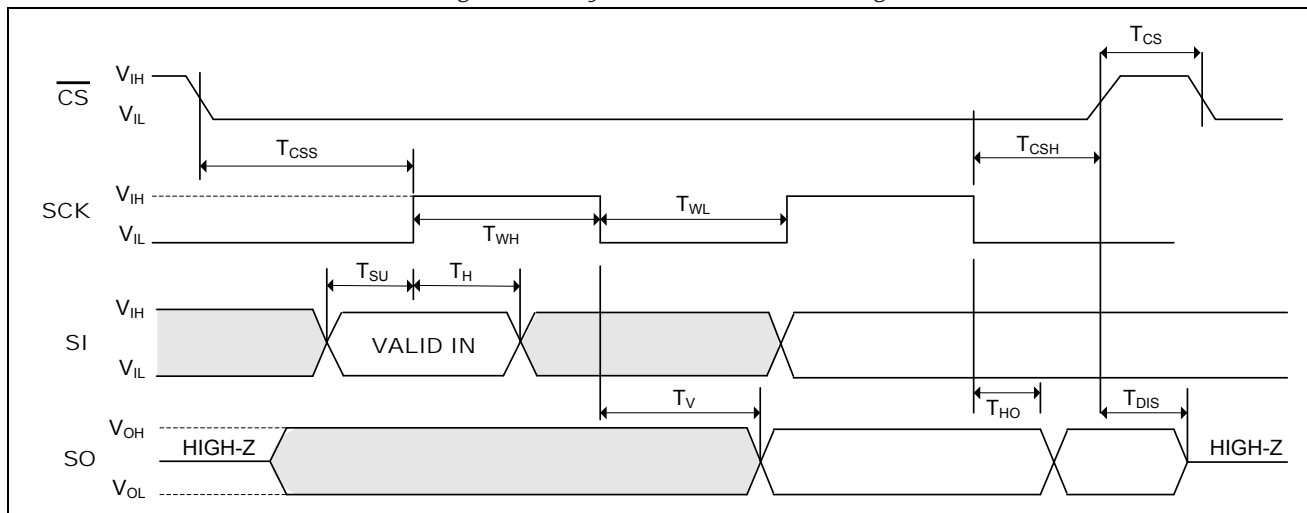 T_CS
V_IH
CS
V_IL
T_CSS
T_CSH
V_IH
SCK
T_WL
V_IL
T_WH
T_SU
T_H
V_IH
SI
VALID IN
V_IL
T_V
T_HO
T_DIS
V_OH
HIGH-Z
HIGH-Z
SO
V_OL